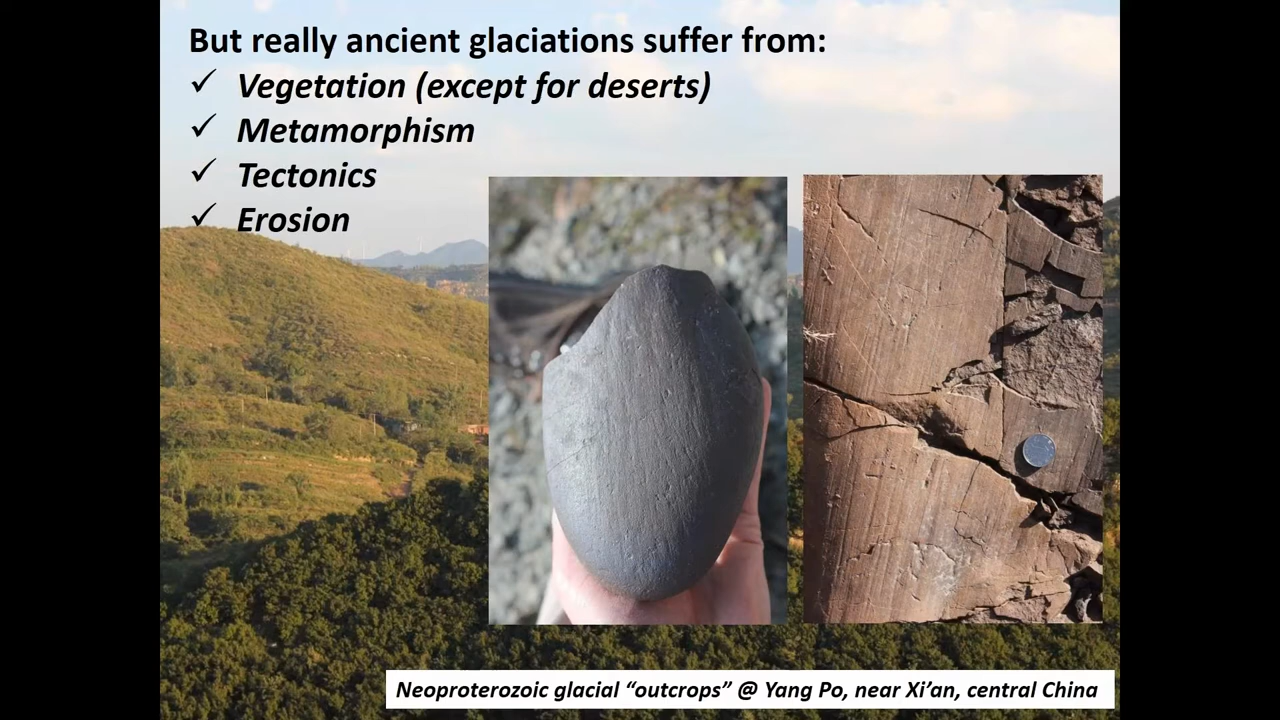 But really ancient glaciations suffer from:
✓ Vegetation (except for deserts)
✓ Metamorphism
✓ Tectonics
✓ Erosion
Neoproterozoic glacial “outcrops” @ Yang Po, near Xi’an, central China